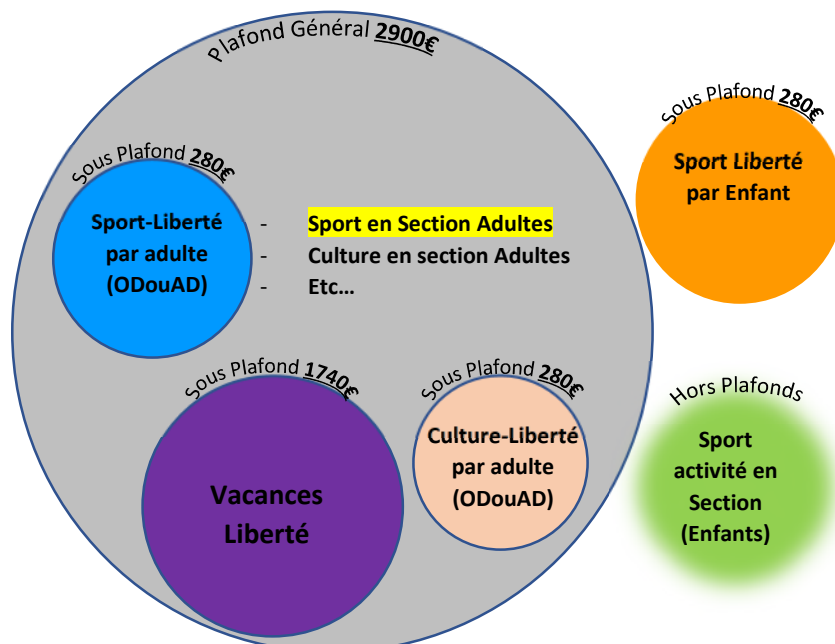 Plafond Général 2900€
Sous Plafond 280€
Sport Liberté
par Enfant
Sous Plafond 280€
Sport-Liberté
par adulte
(ODouAD)
- Sport en Section Adultes
- Culture en section Adultes
- Etc...
Sous Plafond 1740€
Vacances
Liberté
Sous Plafond 280€
Culture-Liberté
par adulte
(ODouAD)
Hors Plafonds
Sport
activité en
Section
(Enfants)